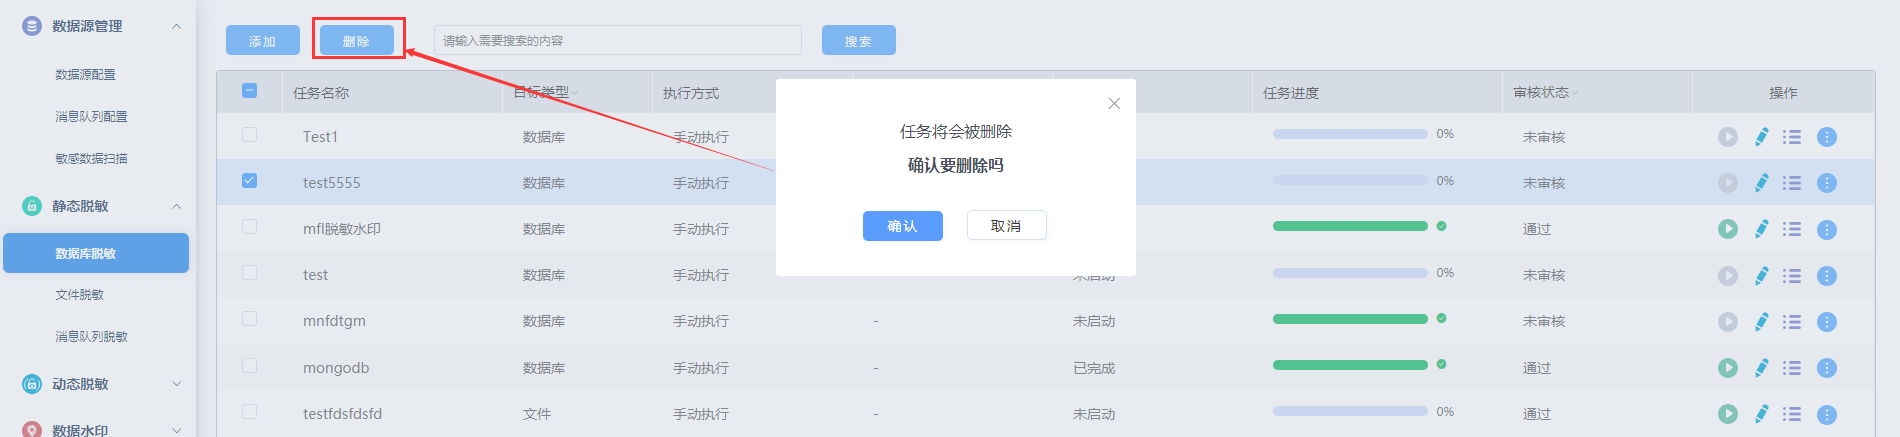 数据源管理
数据源配置
消息队列配置
敏感数据扫描
静态脱敏
数据库脱敏
文件脱敏
消息队列脱敏
动态脱敏
数据水印
添加 删除 请输入需要搜索的内容 搜索
任务名称 目标类型 执行方式 任务进度 审核状态 操作
Test1 数据库 手动执行 0% 未审核
test5555 数据库 手动执行 0% 未审核
mfl脱敏水印 数据库 手动执行 通过
test 数据库 手动执行 未启动 0% 未审核
mnfdtgm 数据库 手动执行 - 未启动 未审核
mongodb 数据库 手动执行 - 已完成 通过
testfdsfdsfd 文件 手动执行 - 未启动 0% 通过
任务将会被删除
确认要删除吗
确认 取消